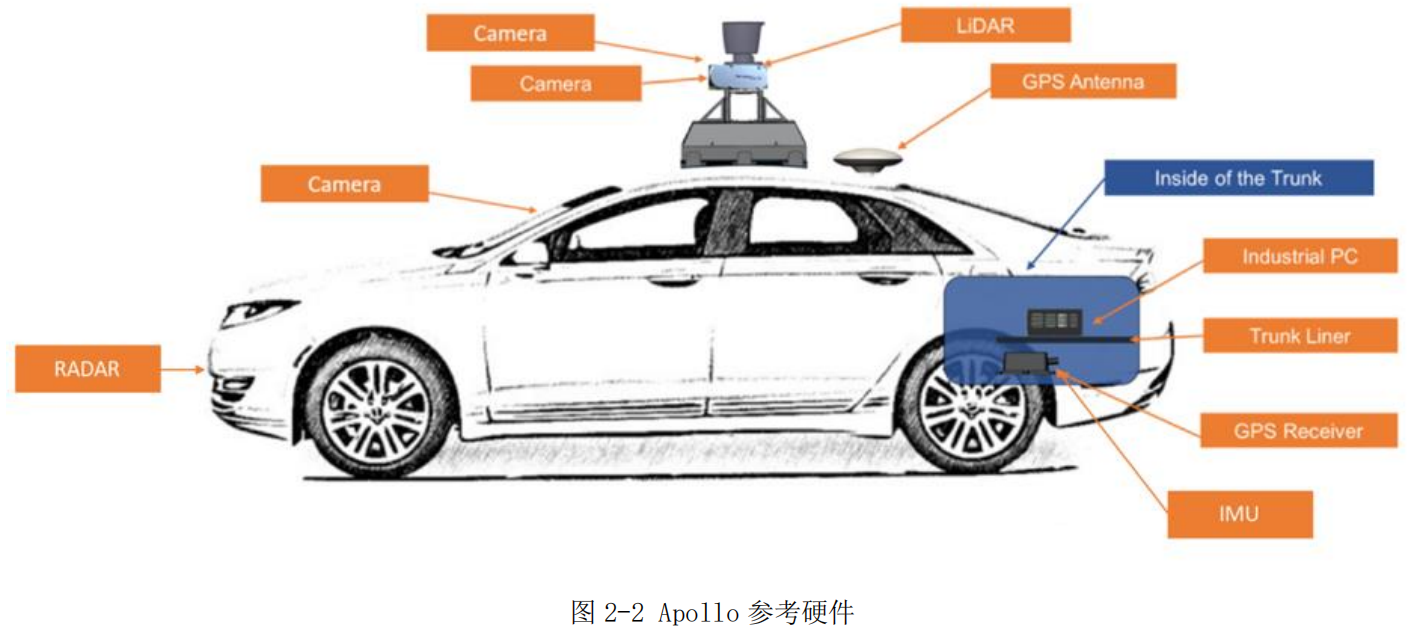 Camera
LiDAR
Camera
GPS Antenna
Camera
Inside of the Trunk
Industrial PC
Trunk Liner
RADAR
GPS Receiver
IMU
图 2-2 Apollo 参考硬件